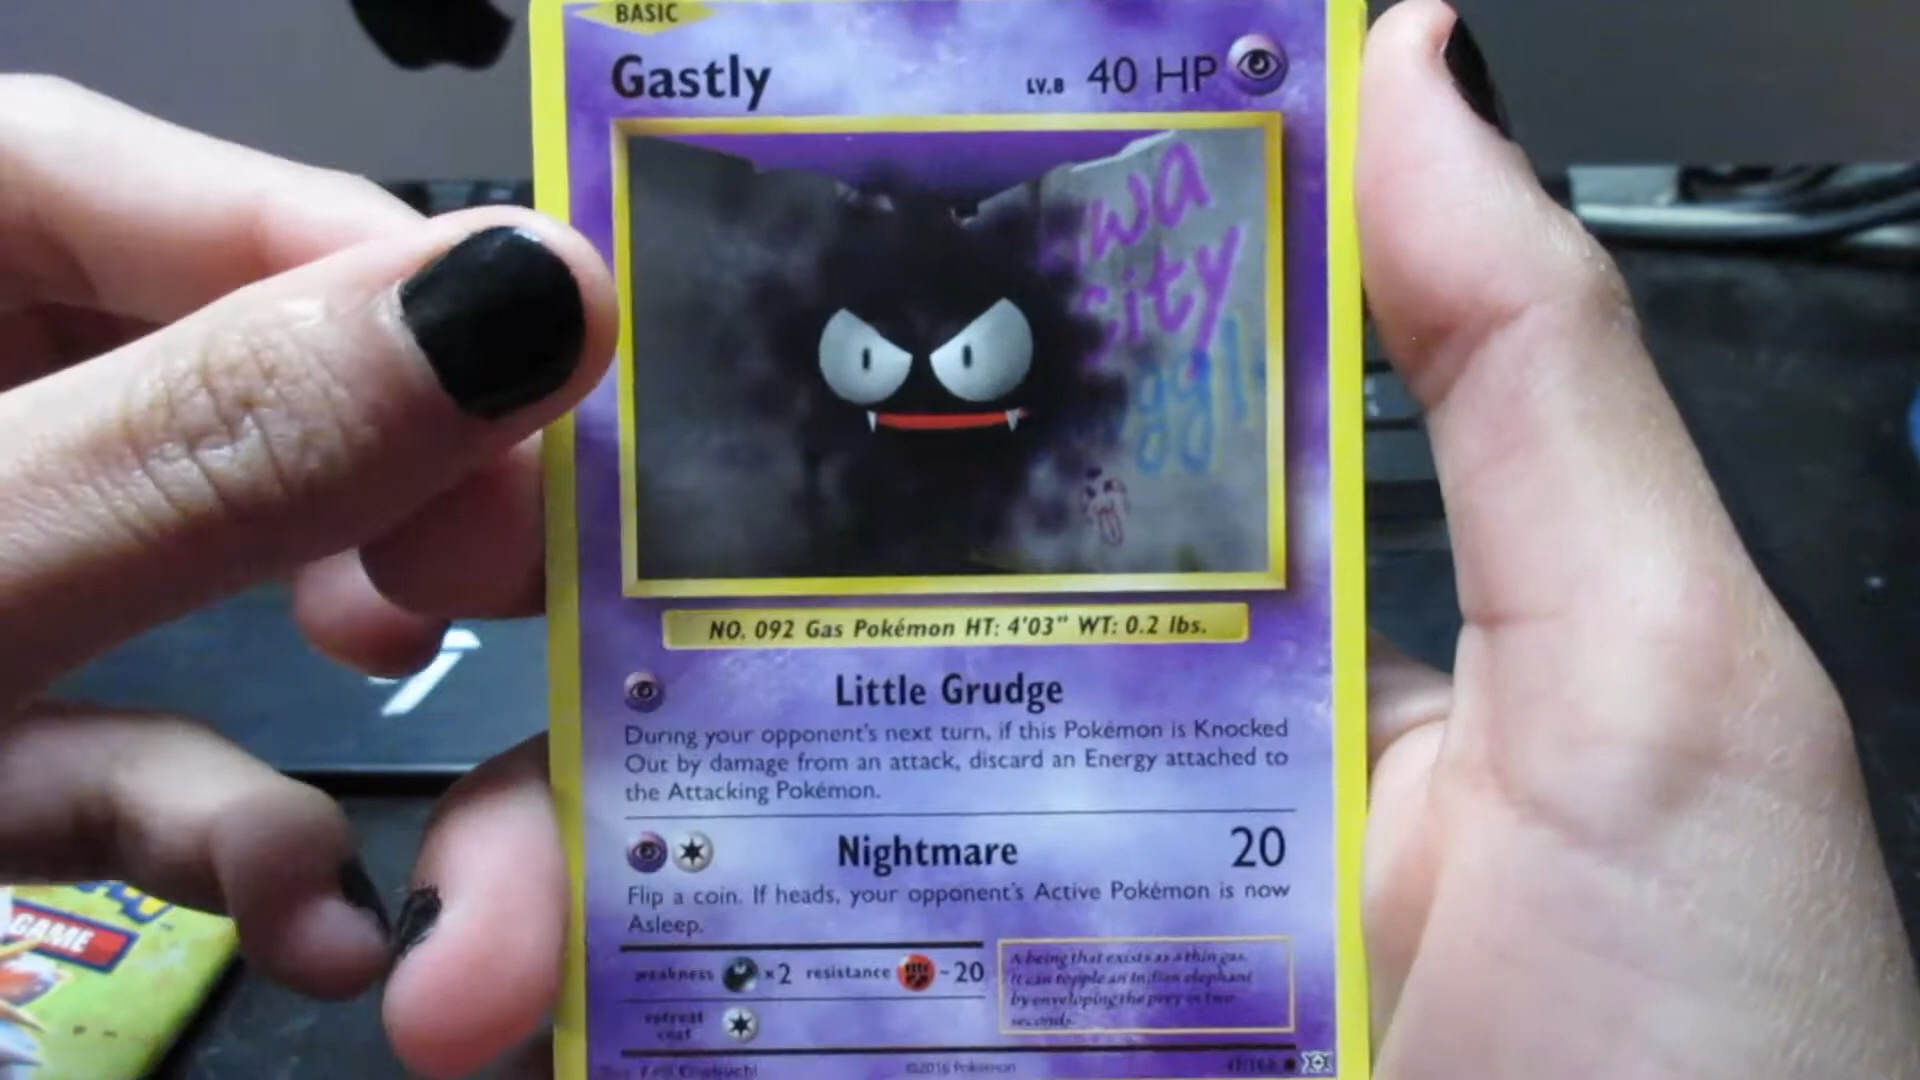 BASIC
Gastly LV.8 40 HP
wa
City
ggl
NO. 092 Gas Pokémon HT: 4'03" WT: 0.2 lbs.
Little Grudge
During your opponent's next turn, if this Pokémon is Knocked
Out by damage from an attack, discard an Energy attached to
the Attacking Pokémon.
Nightmare 20
Flip a coin. If heads, your opponent's Active Pokémon is now
Asleep.
weakness ×2 resistance -20
A being that exists as a thin gas.
It can topple an Indian elephant
by enveloping the prey in two
seconds.
retreat
cost
©2016 Pokémon
GAME